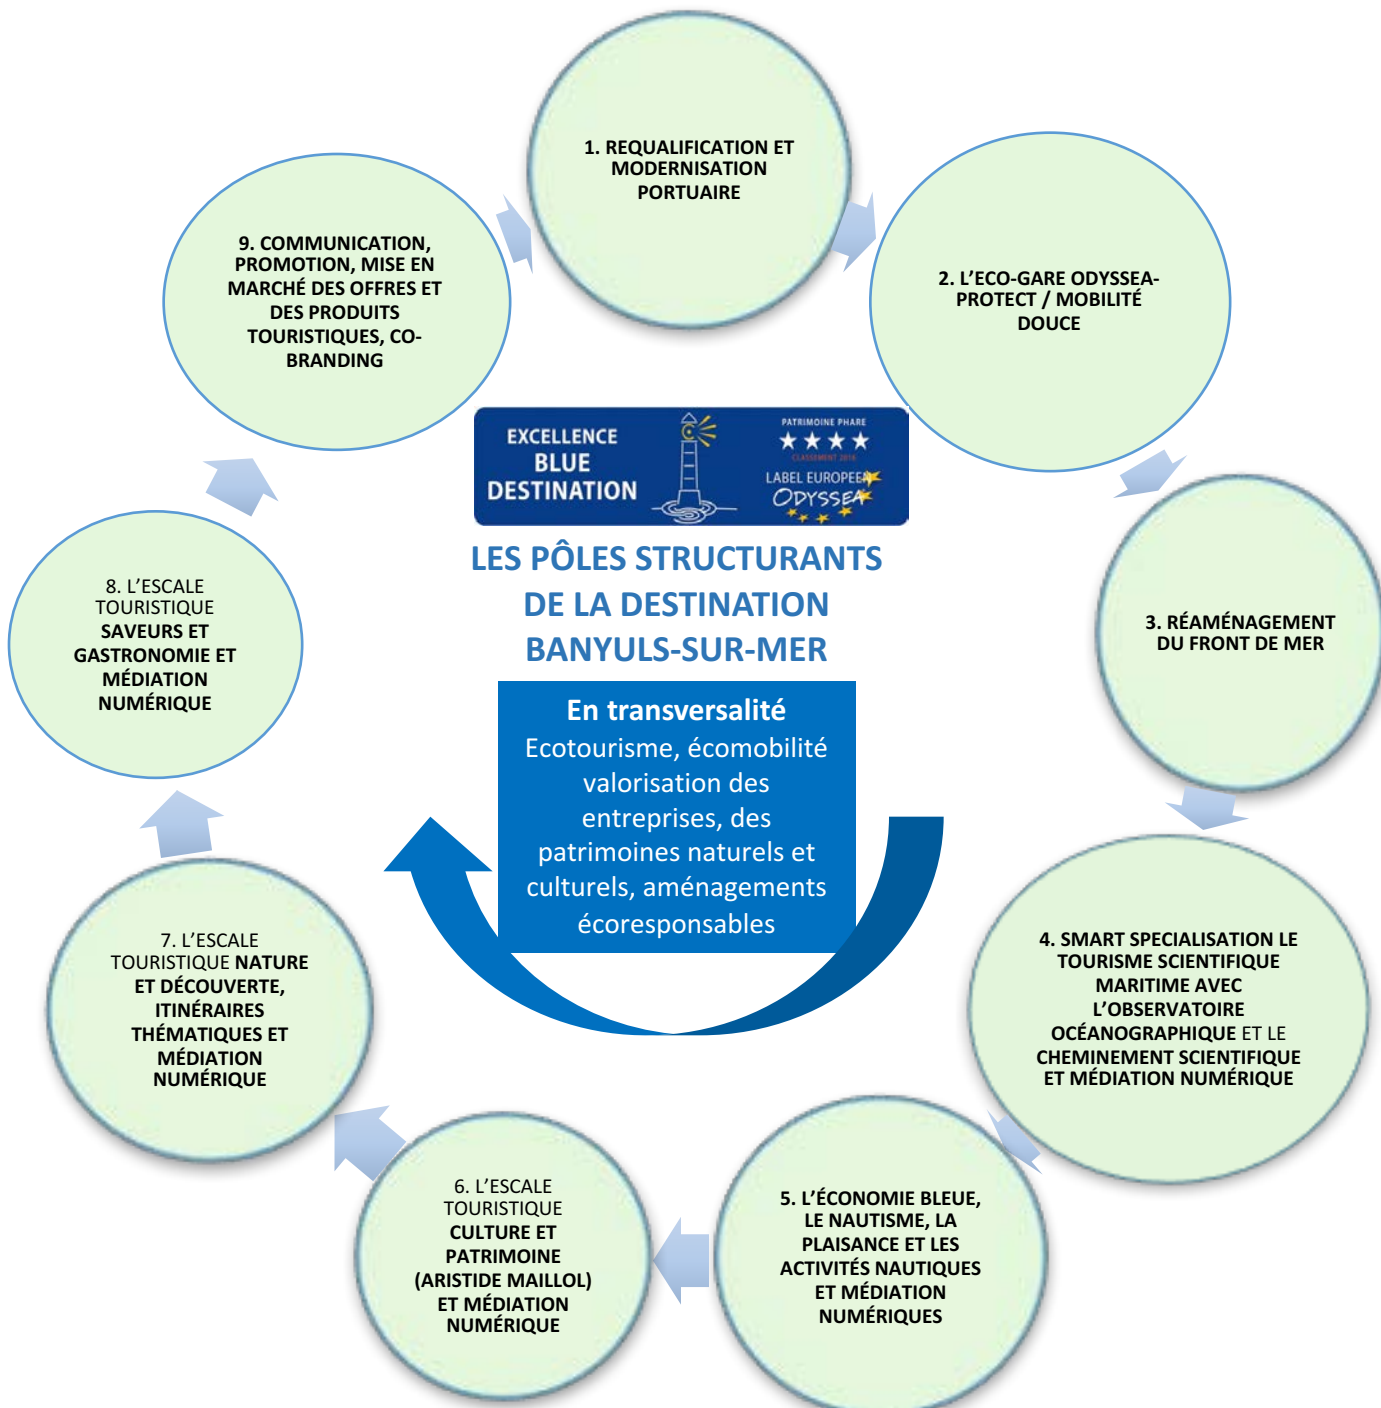 1. REQUALIFICATION ET
MODERNISATION
PORTUAIRE
2. L'ECO-GARE ODYSSEA-
PROTECT / MOBILITÉ
DOUCE
3. RÉAMÉNAGEMENT
DU FRONT DE MER
4. SMART SPECIALISATION LE
TOURISME SCIENTIFIQUE
MARITIME AVEC
L'OBSERVATOIRE
OCÉANOGRAPHIQUE ET LE
CHEMINEMENT SCIENTIFIQUE
ET MÉDIATION NUMÉRIQUE
5. L'ÉCONOMIE BLEUE,
LE NAUTISME, LA
PLAISANCE ET LES
ACTIVITÉS NAUTIQUES
ET MÉDIATION
NUMÉRIQUES
6. L'ESCALE
TOURISTIQUE
CULTURE ET
PATRIMOINE
(ARISTIDE MAILLOL)
ET MÉDIATION
NUMÉRIQUE
7. L'ESCALE
TOURISTIQUE NATURE
ET DÉCOUVERTE,
ITINÉRAIRES
THÉMATIQUES ET
MÉDIATION
NUMÉRIQUE
8. L'ESCALE
TOURISTIQUE
SAVEURS ET
GASTRONOMIE ET
MÉDIATION
NUMÉRIQUE
9. COMMUNICATION,
PROMOTION, MISE EN
MARCHÉ DES OFFRES ET
DES PRODUITS
TOURISTIQUES, CO-
BRANDING
EXCELLENCE
BLUE
DESTINATION
PATRIMOINE PHARE
CLASSEMENT 2016
LABEL EUROPEEN
ODYSSEA
LES PÔLES STRUCTURANTS
DE LA DESTINATION
BANYULS-SUR-MER
En transversalité
Ecotourisme, écomobilité
valorisation des
entreprises, des
patrimoines naturels et
culturels, aménagements
écoresponsables